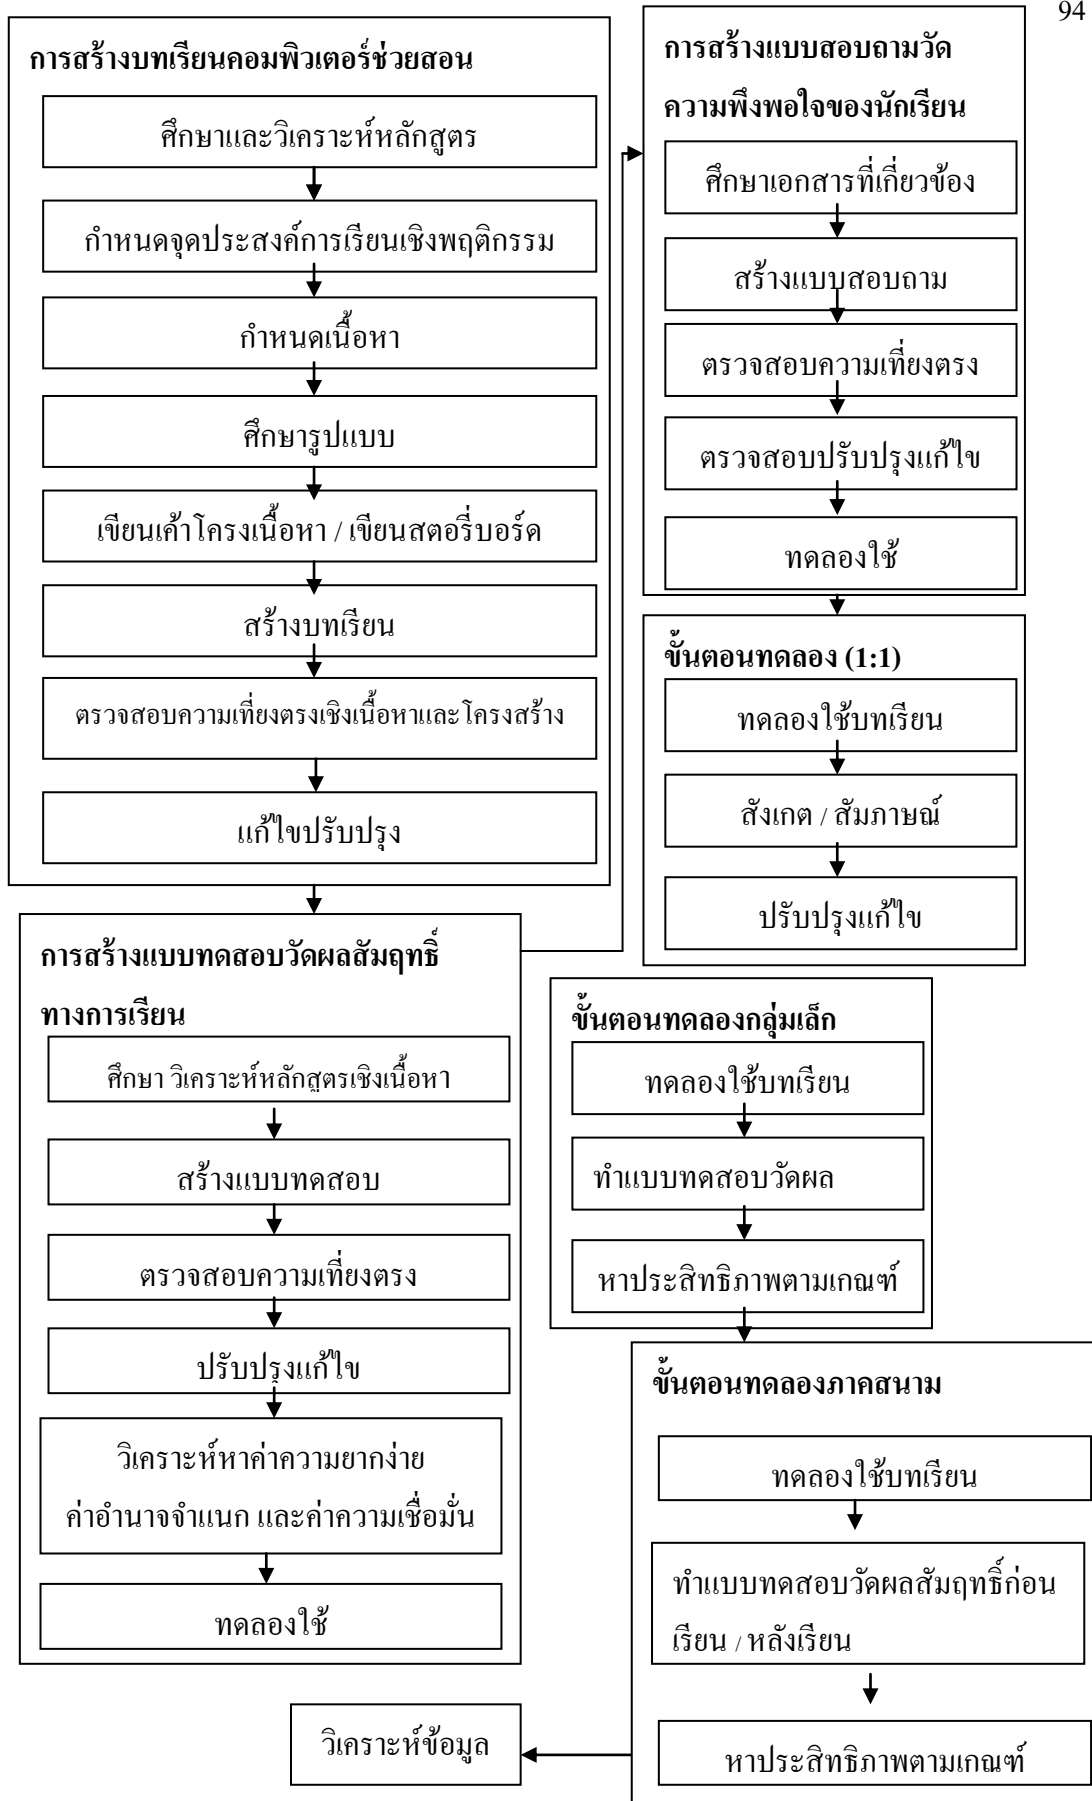 94
การสร้างบทเรียนคอมพิวเตอร์ช่วยสอน
ศึกษาและวิเคราะห์หลักสูตร
กำหนดจุดประสงค์การเรียนเชิงพฤติกรรม
กำหนดเนื้อหา
ศึกษารูปแบบ
เขียนเค้าโครงเนื้อหา / เขียนสตอรี่บอร์ด
สร้างบทเรียน
ตรวจสอบความเที่ยงตรงเชิงเนื้อหาและโครงสร้าง
แก้ไขปรับปรุง
การสร้างแบบทดสอบวัดผลสัมฤทธิ์
ทางการเรียน
ศึกษา วิเคราะห์หลักสูตรเชิงเนื้อหา
สร้างแบบทดสอบ
ตรวจสอบความเที่ยงตรง
ปรับปรุงแก้ไข
วิเคราะห์หาค่าความยากง่าย
ค่าอำนาจจำแนก และค่าความเชื่อมั่น
ทดลองใช้
การสร้างแบบสอบถามวัด
ความพึงพอใจของนักเรียน
ศึกษาเอกสารที่เกี่ยวข้อง
สร้างแบบสอบถาม
ตรวจสอบความเที่ยงตรง
ตรวจสอบปรับปรุงแก้ไข
ทดลองใช้
ขั้นตอนทดลอง (1:1)
ทดลองใช้บทเรียน
สังเกต / สัมภาษณ์
ปรับปรุงแก้ไข
ขั้นตอนทดลองกลุ่มเล็ก
ทดลองใช้บทเรียน
ทำแบบทดสอบวัดผล
หาประสิทธิภาพตามเกณฑ์
ขั้นตอนทดลองภาคสนาม
ทดลองใช้บทเรียน
ทำแบบทดสอบวัดผลสัมฤทธิ์ก่อน
เรียน / หลังเรียน
หาประสิทธิภาพตามเกณฑ์
วิเคราะห์ข้อมูล